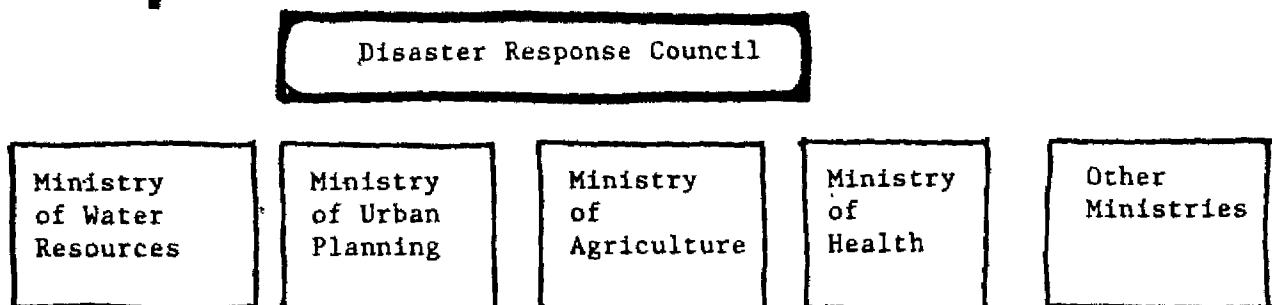 Disaster Response Council
Ministry
of Water
Resources
Ministry
of Urban
Planning
Ministry
of
Agriculture
Ministry
of
Health
Other
Ministries